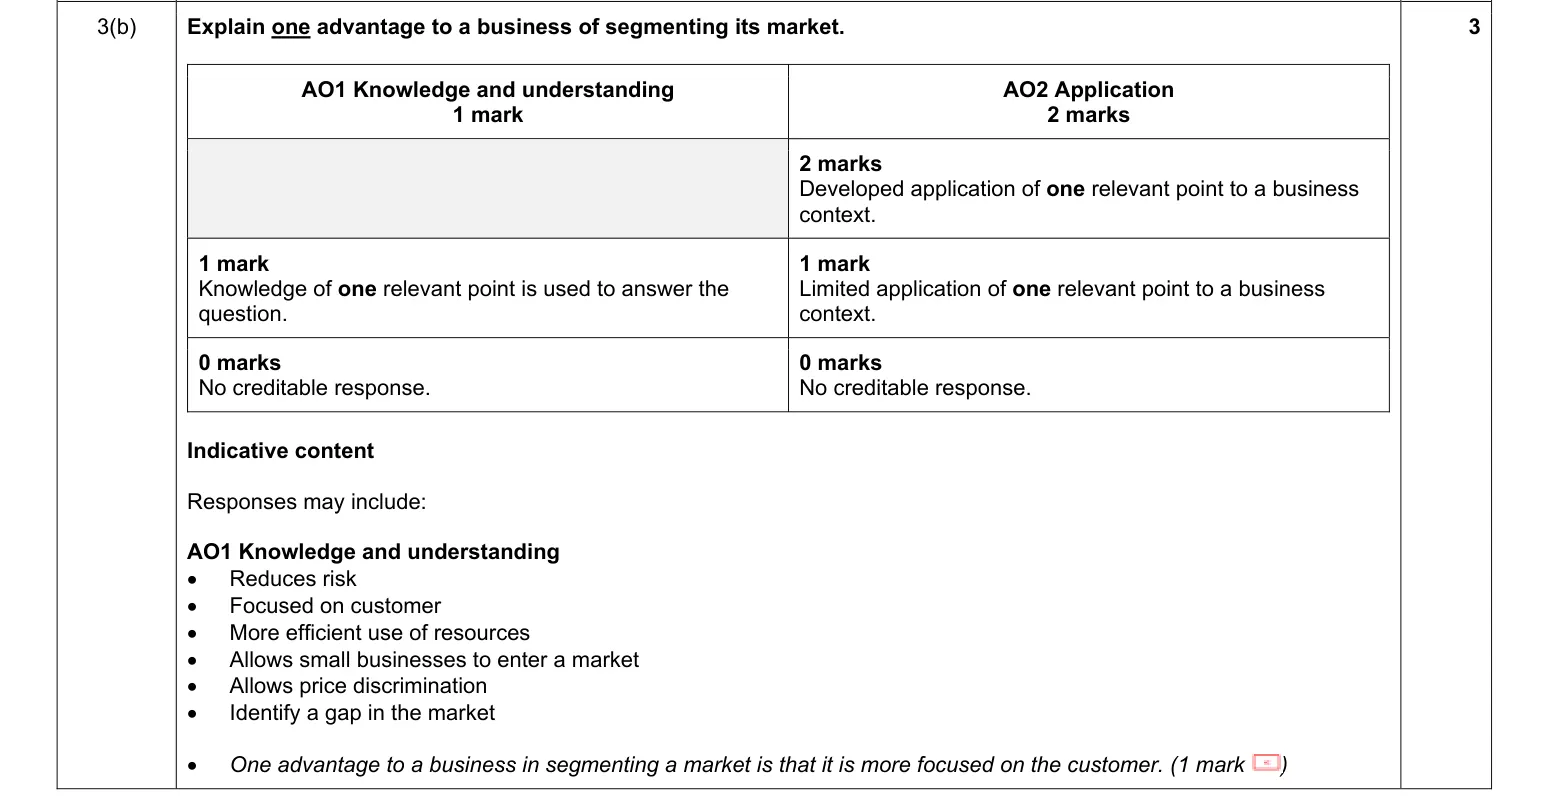 3(b) Explain one advantage to a business of segmenting its market. 3
AO1 Knowledge and understanding
1 mark
AO2 Application
2 marks
2 marks
Developed application of one relevant point to a business
context.
1 mark
Knowledge of one relevant point is used to answer the
question.
1 mark
Limited application of one relevant point to a business
context.
0 marks
No creditable response.
0 marks
No creditable response.
Indicative content
Responses may include:
AO1 Knowledge and understanding
• Reduces risk
• Focused on customer
• More efficient use of resources
• Allows small businesses to enter a market
• Allows price discrimination
• Identify a gap in the market
• One advantage to a business in segmenting a market is that it is more focused on the customer. (1 mark )